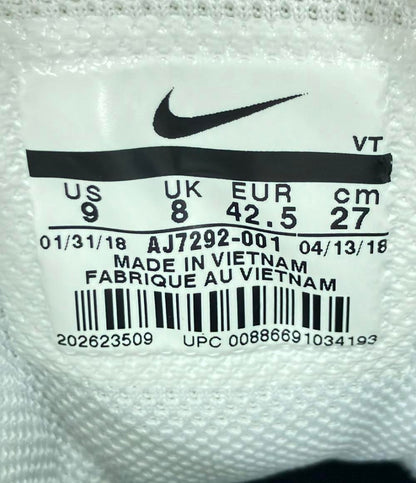 VT
US UK EUR cm
9 8 42.5 27
01/31/18 AJ7292-001 04/13/18
MADE IN VIETNAM
FABRIQUE AU VIETNAM
202623509 UPC 00886691034193